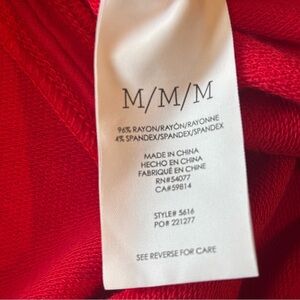 M/M/M
96% RAYON/RAYÓN/RAYONNE
4% SPANDEX/SPANDEX/SPANDEX
MADE IN CHINA
HECHO EN CHINA
FABRIQUÉ EN CHINE
RN#54077
CA#59814
STYLE# 5616
PO# 221277
SEE REVERSE FOR CARE